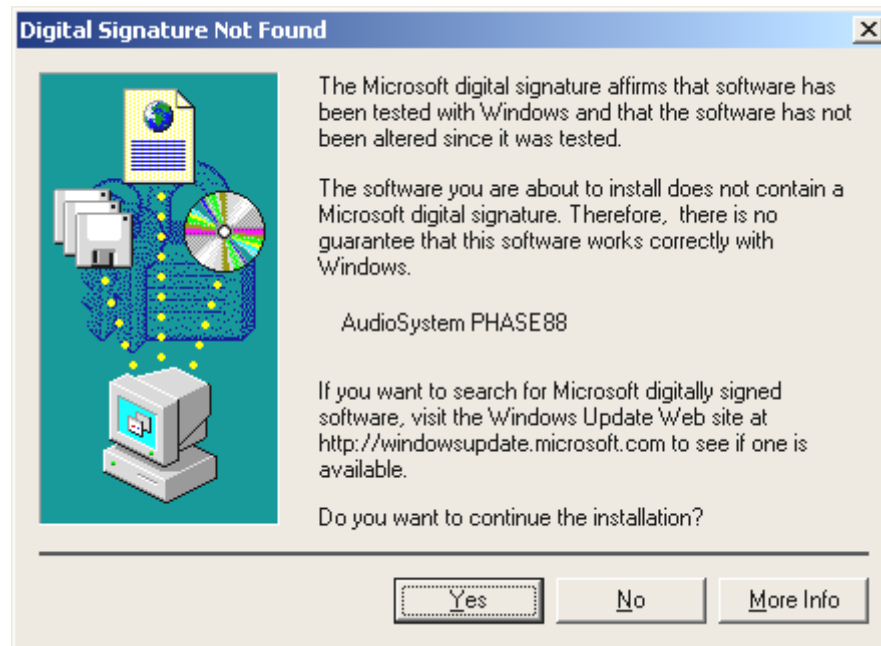 Digital Signature Not Found
The Microsoft digital signature affirms that software has
been tested with Windows and that the software has not
been altered since it was tested.
The software you are about to install does not contain a
Microsoft digital signature. Therefore,  there is no
guarantee that this software works correctly with
Windows.
AudioSystem PHASE88
If you want to search for Microsoft digitally signed
software, visit the Windows Update Web site at
http://windowsupdate.microsoft.com to see if one is
available.
Do you want to continue the installation?
Yes
No
More Info